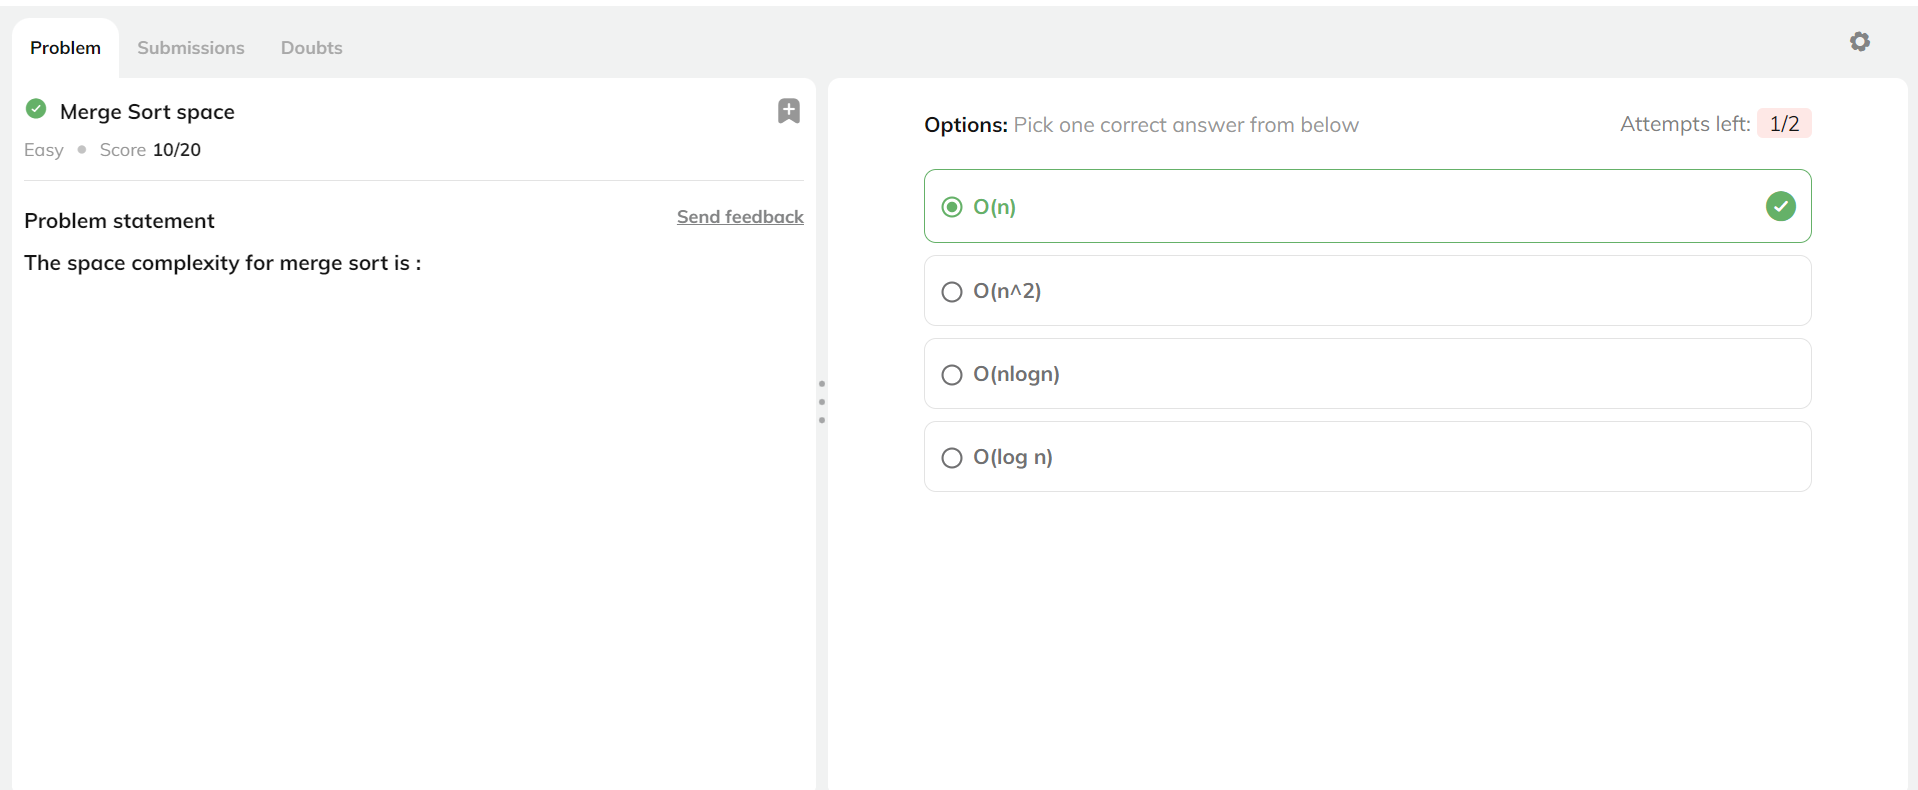 Problem Submissions Doubts
Merge Sort space
Easy Score 10/20
Problem statement Send feedback
The space complexity for merge sort is :
Options: Pick one correct answer from below Attempts left: 1/2
O(n)
O(n^2)
O(nlogn)
O(log n)